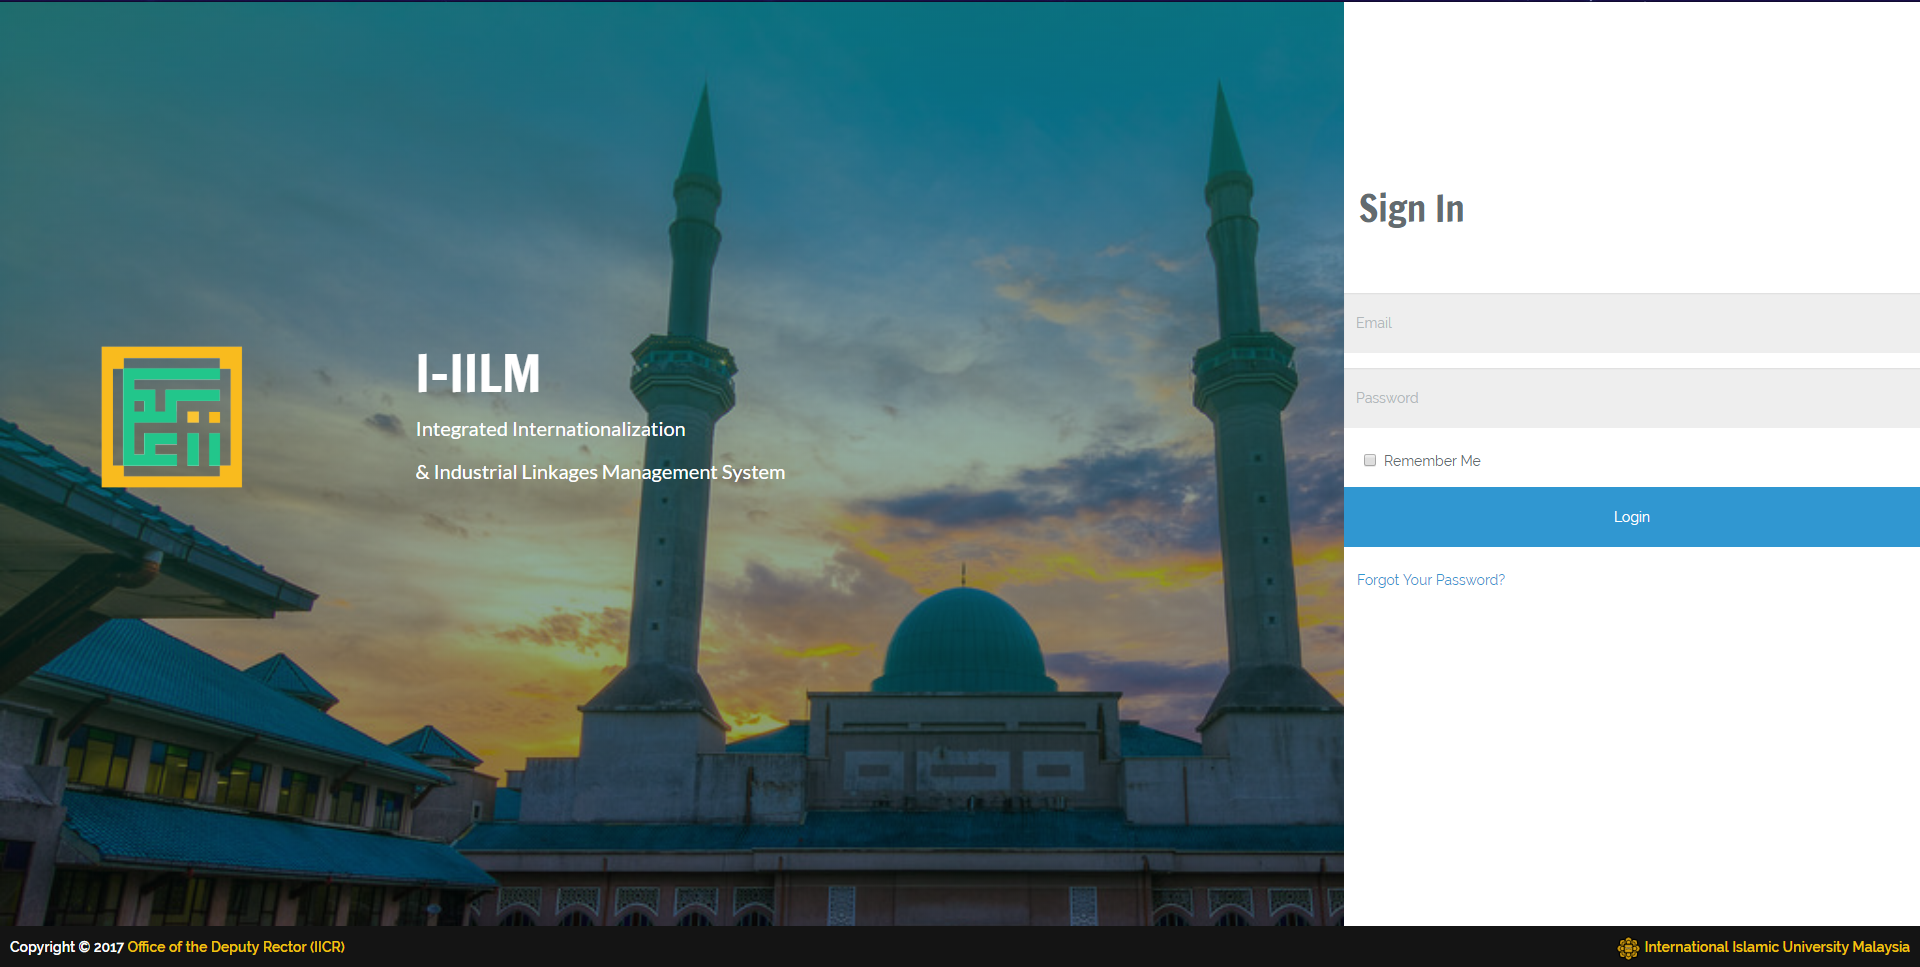 I-IILM
Integrated Internationalization
& Industrial Linkages Management System
Sign In
Email
Password
Remember Me
Login
Forgot Your Password?
Copyright © 2017 Office of the Deputy Rector (IICR)
International Islamic University Malaysia